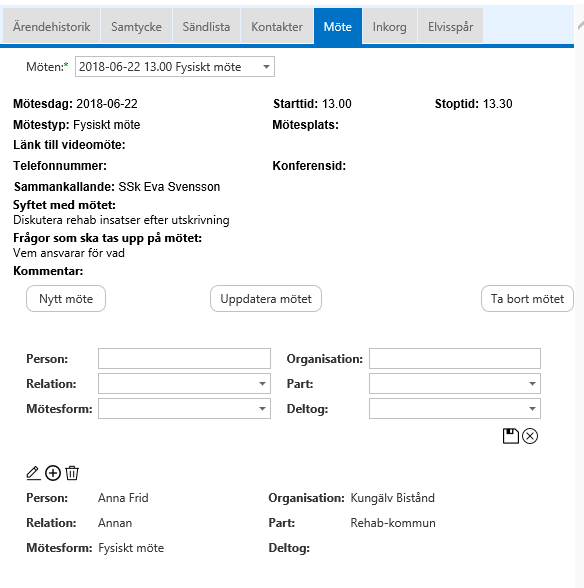 Ärendehistorik Samtycke Sändlista Kontakter Möte Inkorg Elvisspår
Möten:* 2018-06-22 13.00 Fysiskt möte
Mötesdag: 2018-06-22 Starttid: 13.00 Stoptid: 13.30
Mötestyp: Fysiskt möte Mötesplats:
Länk till videomöte:
Telefonnummer: Konferensid:
Sammankallande: SSk Eva Svensson
Syftet med mötet:
Diskutera rehab insatser efter utskrivning
Frågor som ska tas upp på mötet:
Vem ansvarar för vad
Kommentar:
Nytt möte Uppdatera mötet Ta bort mötet
Person: Organisation:
Relation: Part:
Mötesform: Deltog:
Person: Anna Frid Organisation: Kungälv Bistånd
Relation: Annan Part: Rehab-kommun
Mötesform: Fysiskt möte Deltog: